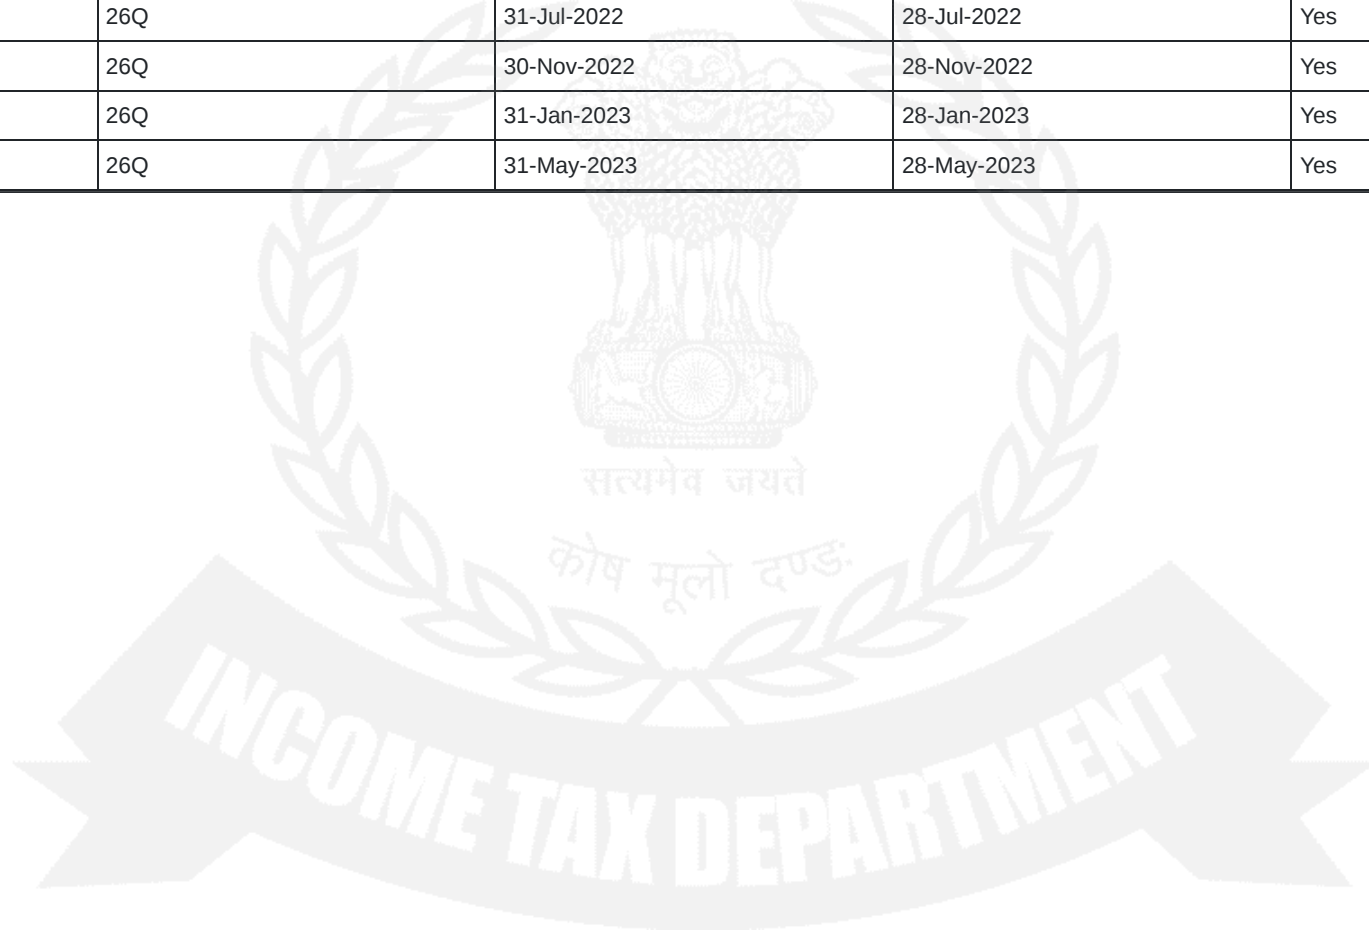 26Q 31-Jul-2022 28-Jul-2022 Yes
26Q 30-Nov-2022 28-Nov-2022 Yes
26Q 31-Jan-2023 28-Jan-2023 Yes
26Q 31-May-2023 28-May-2023 Yes
सत्यमेव जयते
कोष मूलो दण्डः
INCOME TAX DEPARTMENT